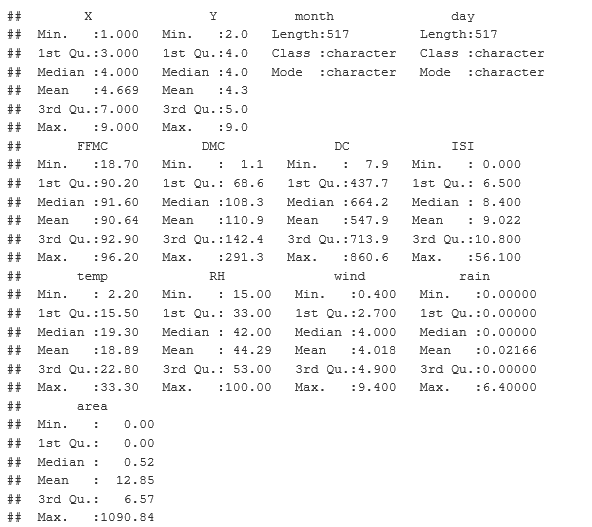 ##        X               Y            month                day
##  Min.   :1.000   Min.   :2.0   Length:517         Length:517
##  1st Qu.:3.000   1st Qu.:4.0   Class :character   Class :character
##  Median :4.000   Median :4.0   Mode  :character   Mode  :character
##  Mean   :4.669   Mean   :4.3
##  3rd Qu.:7.000   3rd Qu.:5.0
##  Max.   :9.000   Max.   :9.0
##       FFMC            DMC              DC             ISI
##  Min.   :18.70   Min.   :  1.1   Min.   :  7.9   Min.   : 0.000
##  1st Qu.:90.20   1st Qu.: 68.6   1st Qu.:437.7   1st Qu.: 6.500
##  Median :91.60   Median :108.3   Median :664.2   Median : 8.400
##  Mean   :90.64   Mean   :110.9   Mean   :547.9   Mean   : 9.022
##  3rd Qu.:92.90   3rd Qu.:142.4   3rd Qu.:713.9   3rd Qu.:10.800
##  Max.   :96.20   Max.   :291.3   Max.   :860.6   Max.   :56.100
##       temp             RH              wind            rain
##  Min.   : 2.20   Min.   : 15.00   Min.   :0.400   Min.   :0.00000
##  1st Qu.:15.50   1st Qu.: 33.00   1st Qu.:2.700   1st Qu.:0.00000
##  Median :19.30   Median : 42.00   Median :4.000   Median :0.00000
##  Mean   :18.89   Mean   : 44.29   Mean   :4.018   Mean   :0.02166
##  3rd Qu.:22.80   3rd Qu.: 53.00   3rd Qu.:4.900   3rd Qu.:0.00000
##  Max.   :33.30   Max.   :100.00   Max.   :9.400   Max.   :6.40000
##       area
##  Min.   :   0.00
##  1st Qu.:   0.00
##  Median :   0.52
##  Mean   :  12.85
##  3rd Qu.:   6.57
##  Max.   :1090.84